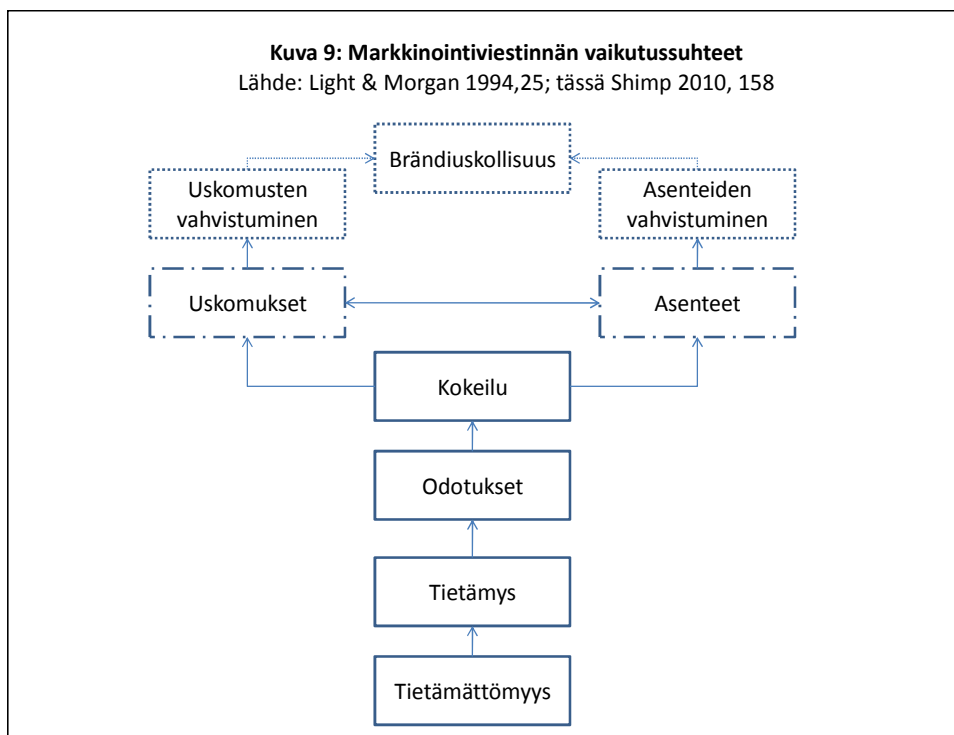 Kuva 9: Markkinointiviestinnän vaikutussuhteet
Lähde: Light & Morgan 1994,25; tässä Shimp 2010, 158
Brändiuskollisuus
Uskomusten
vahvistuminen
Asenteiden
vahvistuminen
Uskomukset
Asenteet
Kokeilu
Odotukset
Tietämys
Tietämättömyys